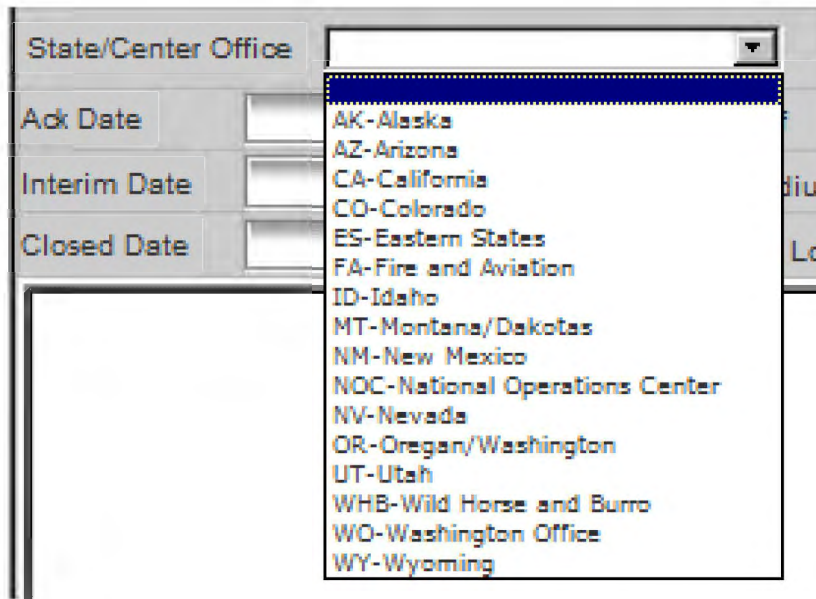 State/Center Office
Ack Date
Interim Date
Closed Date
AK-Alaska
AZ-Arizona
CA-California
CO-Colorado
ES-Eastern States
FA-Fire and Aviation
ID-Idaho
MT-Montana/Dakotas
NM-New Mexico
NOC-National Operations Center
NV-Nevada
OR-Oregan/Washington
UT-Utah
WHB-Wild Horse and Burro
WO-Washington Office
WY-Wyoming